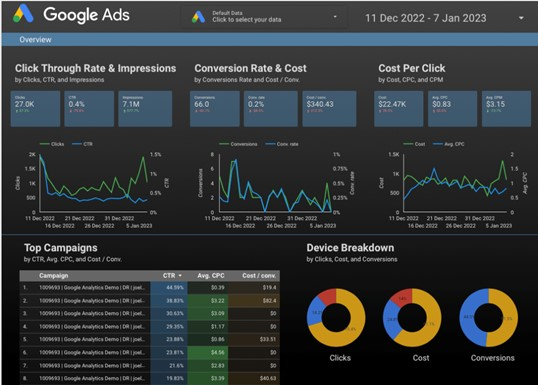 Google Ads
Default Data
Click to select your data
11 Dec 2022 - 7 Jan 2023
Overview
Click Through Rate & Impressions
by Clicks, CTR, and Impressions
Conversion Rate & Cost
by Conversions Rate and Cost / Conv.
Cost Per Click
by Cost, CPC, and CPM
Clicks
27.0K
CTR
0.4%
Impressions
7.1M
Conversions
66.0
Conv. rate
0.2%
Cost / conv.
$340.43
Cost
$22.47K
Avg. CPC
$0.83
Avg. CPM
$3.15
Clicks CTR
Conversions Conv. rate
Cost Avg. CPC
2K 1.5K 1K 500 0
1.5% 1% 0.5% 0%
Clicks
CTR
11 Dec 2022 21 Dec 2022 31 Dec 2022
16 Dec 2022 26 Dec 2022 5 Jan 2023
8 6 4 2 0
1% 0.75% 0.5% 0.25% 0%
Conversions
Conv. rate
11 Dec 2022 21 Dec 2022 31 Dec 2022
16 Dec 2022 26 Dec 2022 5 Jan 2023
1.5K 1K 500 0
2 1.5 1 0.5 0
Cost
Avg. CPC
11 Dec 2022 21 Dec 2022 31 Dec 2022
16 Dec 2022 26 Dec 2022 5 Jan 2023
Top Campaigns
by CTR, Avg. CPC, and Cost / Conv.
Device Breakdown
by Clicks, Cost, and Conversions
Campaign CTR Avg. CPC Cost / conv.
1. 1009693 | Google Analytics Demo | DR | joel... 44.59% $0.39 $19.4
2. 1009693 | Google Analytics Demo | DR | joel... 38.83% $3.22 $82.4
3. 1009693 | Google Analytics Demo | DR | joel... 30.63% $3.09 $0
4. 1009693 | Google Analytics Demo | DR | joel... 29.35% $1.17 $0
5. 1009693 | Google Analytics Demo | DR | joel... 23.88% $0.86 $33.51
6. 1009693 | Google Analytics Demo | DR | joel... 23.81% $4.56 $0
7. 1009693 | Google Analytics Demo | DR | joel... 21.6% $2.83 $0
8. 1009693 | Google Analytics Demo | DR | joel... 19.83% $3.39 $40.63
Clicks
Cost
Conversions